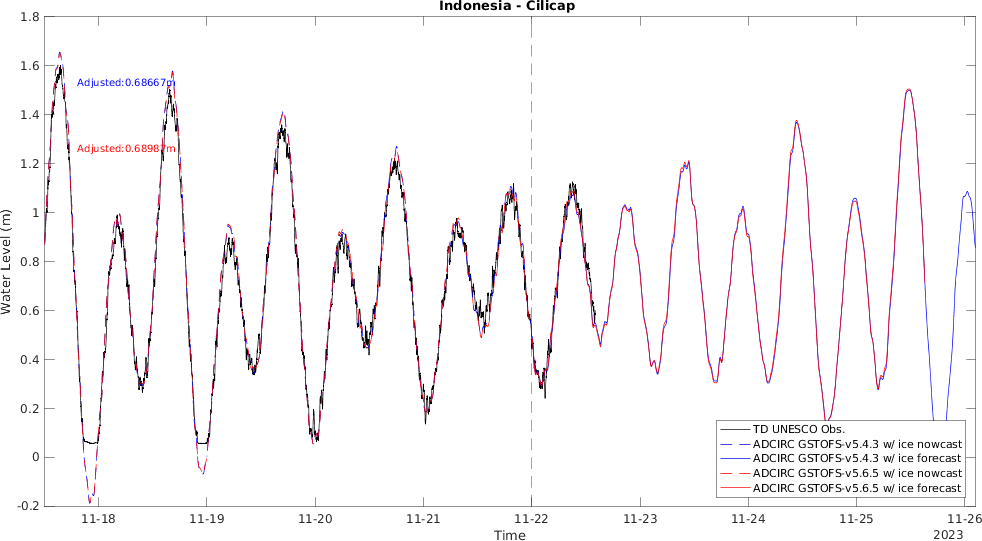 Indonesia - Cilicap
1.8
1.6
1.4
1.2
1
0.8
0.6
0.4
0.2
0
-0.2
Water Level (m)
Adjusted:0.68667m
Adjusted:0.68987m
TD UNESCO Obs.
ADCIRC GSTOFS-v5.4.3 w/ ice nowcast
ADCIRC GSTOFS-v5.4.3 w/ ice forecast
ADCIRC GSTOFS-v5.6.5 w/ ice nowcast
ADCIRC GSTOFS-v5.6.5 w/ ice forecast
11-18 11-19 11-20 11-21 11-22 11-23 11-24 11-25 11-26
Time
2023